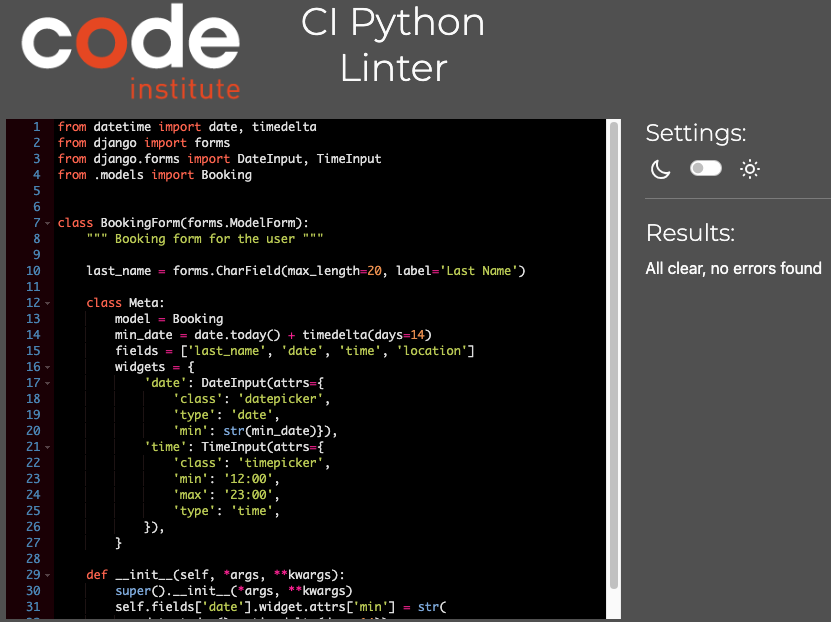 code
institute
CI Python
Linter
1 from datetime import date, timedelta
2 from django import forms
3 from django.forms import DateInput, TimeInput
4 from .models import Booking
5
6
7 class BookingForm(forms.ModelForm):
8     """ Booking form for the user """
9
10     last_name = forms.CharField(max_length=20, label='Last Name')
11
12     class Meta:
13         model = Booking
14         min_date = date.today() + timedelta(days=14)
15         fields = ['last_name', 'date', 'time', 'location']
16         widgets = {
17             'date': DateInput(attrs={
18                 'class': 'datepicker',
19                 'type': 'date',
20                 'min': str(min_date)}),
21             'time': TimeInput(attrs={
22                 'class': 'timepicker',
23                 'min': '12:00',
24                 'max': '23:00',
25                 'type': 'time',
26             }),
27         }
28
29     def __init__(self, *args, **kwargs):
30         super().__init__(*args, **kwargs)
31         self.fields['date'].widget.attrs['min'] = str(
Settings:
Results:
All clear, no errors found